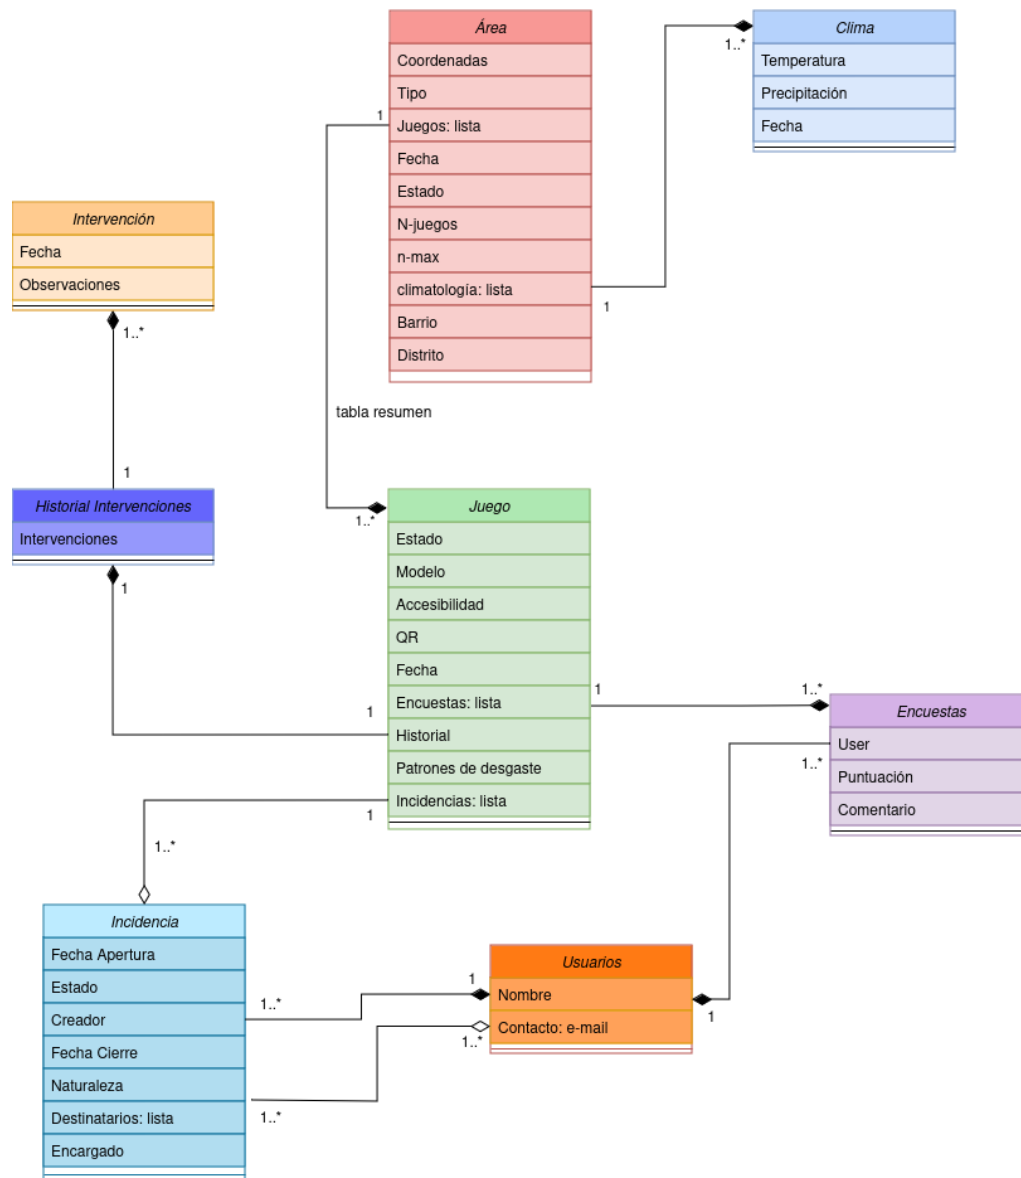 Área
Coordenadas
Tipo
Juegos: lista
Fecha
Estado
N-juegos
n-max
climatología: lista
Barrio
Distrito
1
1
Clima
Temperatura
Precipitación
Fecha
1..*
Intervención
Fecha
Observaciones
1..*
1
tabla resumen
Historial Intervenciones
Intervenciones
1
1..*
Juego
Estado
Modelo
Accesibilidad
QR
Fecha
Encuestas: lista
Historial
Patrones de desgaste
Incidencias: lista
1
1
1
1..*
Encuestas
User
Puntuación
Comentario
1..*
1..*
Incidencia
Fecha Apertura
Estado
Creador
Fecha Cierre
Naturaleza
Destinatarios: lista
Encargado
1..*
1..*
Usuarios
Nombre
Contacto: e-mail
1
1..*
1